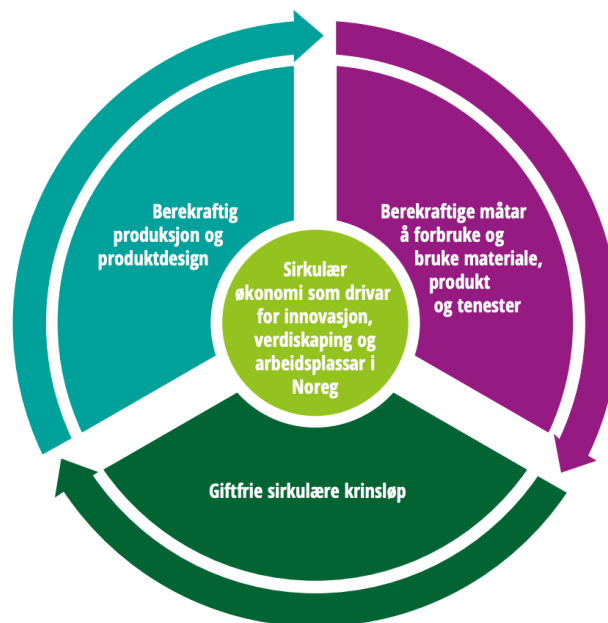 Berekraftig
produksjon og
produktdesign
Berekraftige måtar
å forbruke og
bruke materiale,
produkt
og tenester
Sirkulær
økonomi som drivar
for innovasjon,
verdiskaping og
arbeidsplassar i
Noreg
Giftfrie sirkulære krinsløp